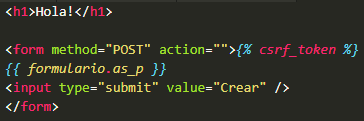 <h1>Hola!</h1>
<form method="POST" action="">{% csrf_token %}
{{ formulario.as_p }}
<input type="submit" value="Crear" />
</form>